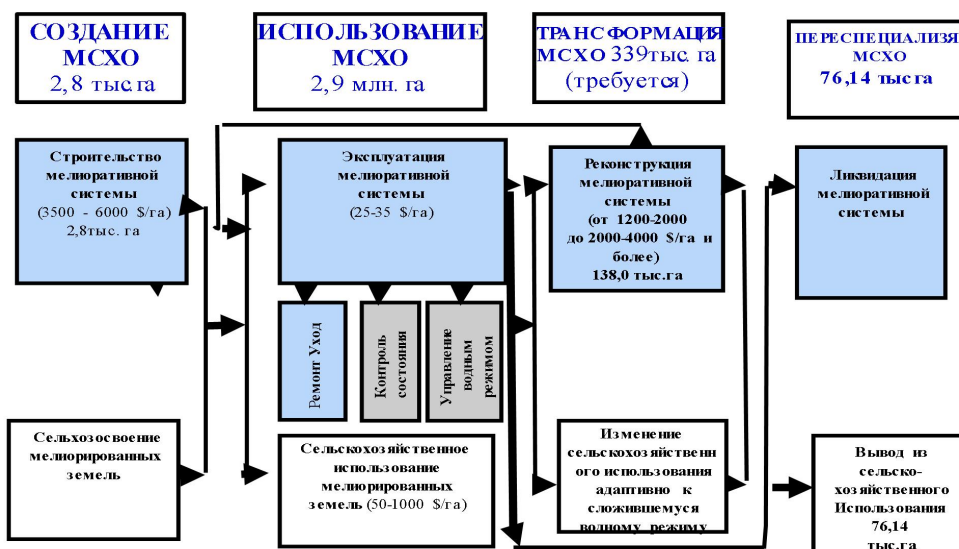 СОЗДАНИЕ
МСХО
2,8 тыс.га
ИСПОЛЬЗОВАНИЕ
МСХО
2,9 млн. га
ТРАНСФОРМАЦИЯ
МСХО 339тыс. га
(требуется)
ПЕРЕСПЕЦИАЛИЗЯ
МСХО
76,14 тыс га
Строительство
мелиоративной
системы
(3500 - 6000 $/га)
2,8тыс. га
Эксплуатация
мелиоративной
системы
(25-35 $/га)
Реконструкция
мелиоративной
системы
(от 1200-2000
до 2000-4000 $/га и
более)
138,0 тыс.га
Ликвидация
мелиоративной
системы
Ремонт Уход
Контроль
состояния
Управление
водным
режимом
Сельхозосвоение
мелиорированных
земель
Сельскохозяйственное
использование
мелиорированных
земель (50-1000 $/га)
Изменение
сельскохозяйствен
ного использования
адаптивно к
сложившемуся
водному режиму
Вывод из
сельско-
хозяйственного
Использования
76,14
тыс.га